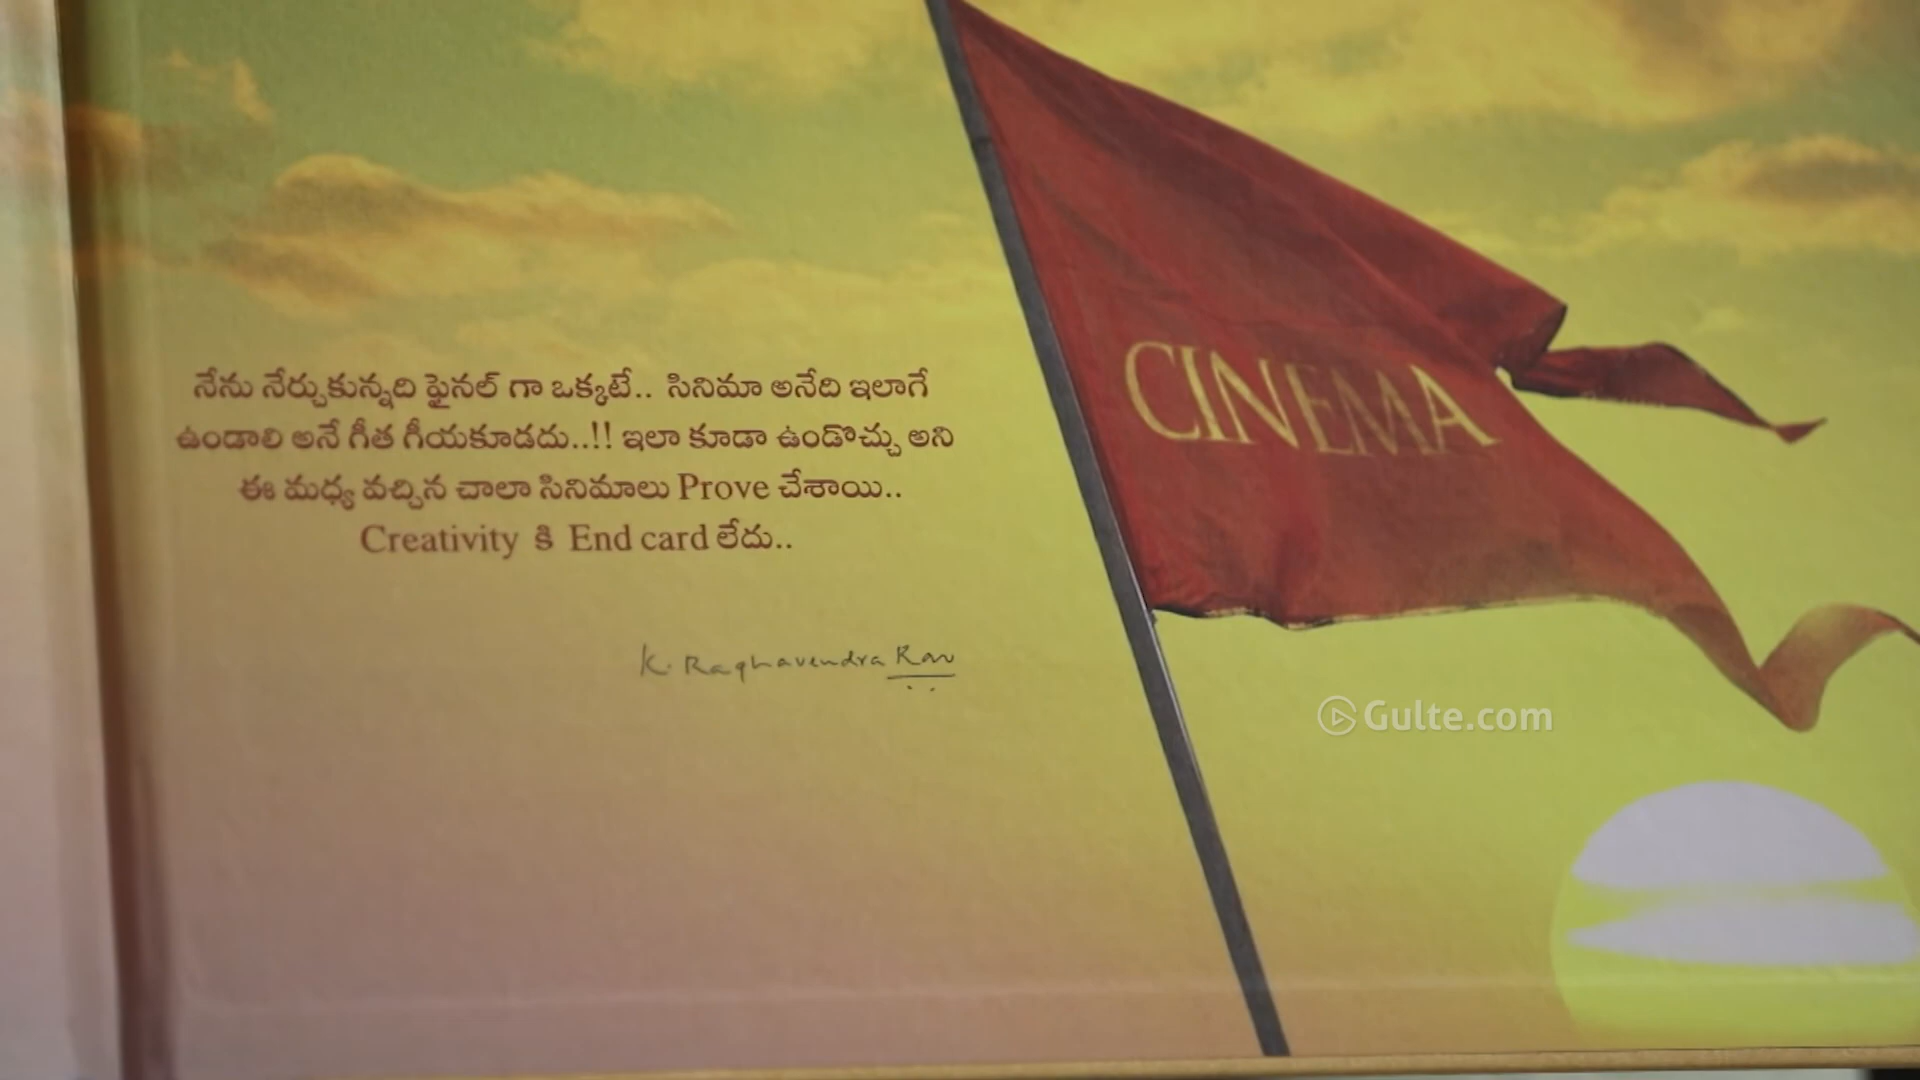 నేను నేర్చుకున్నది ఫైనల్ గా ఒక్కటే.. సినిమా అనేది ఇలాగే
ఉండాలి అనే గీత గీయకూడదు..!! ఇలా కూడా ఉండొచ్చు అని
ఈ మధ్య వచ్చిన చాలా సినిమాలు Prove చేశాయి..
Creativity కి End card లేదు..
K. Raghavendra Rao
CINEMA
Gulte.com